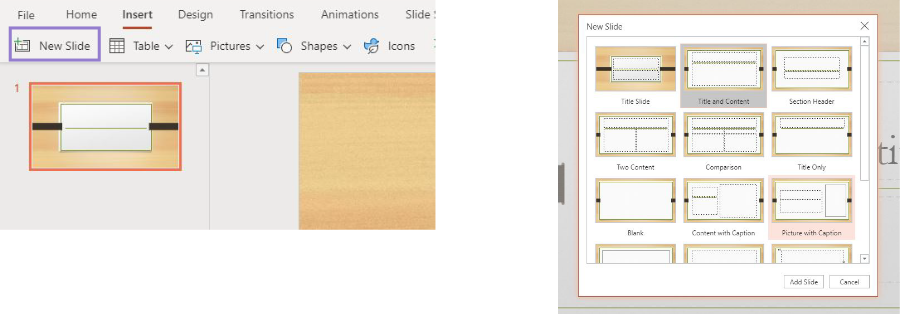 File Home Insert Design Transitions Animations Slide S
New Slide Table Pictures Shapes Icons
1
New Slide
Title Slide Title and Content Section Header
Two Content Comparison Title Only
Blank Content with Caption Picture with Caption
Add Slide Cancel
ti